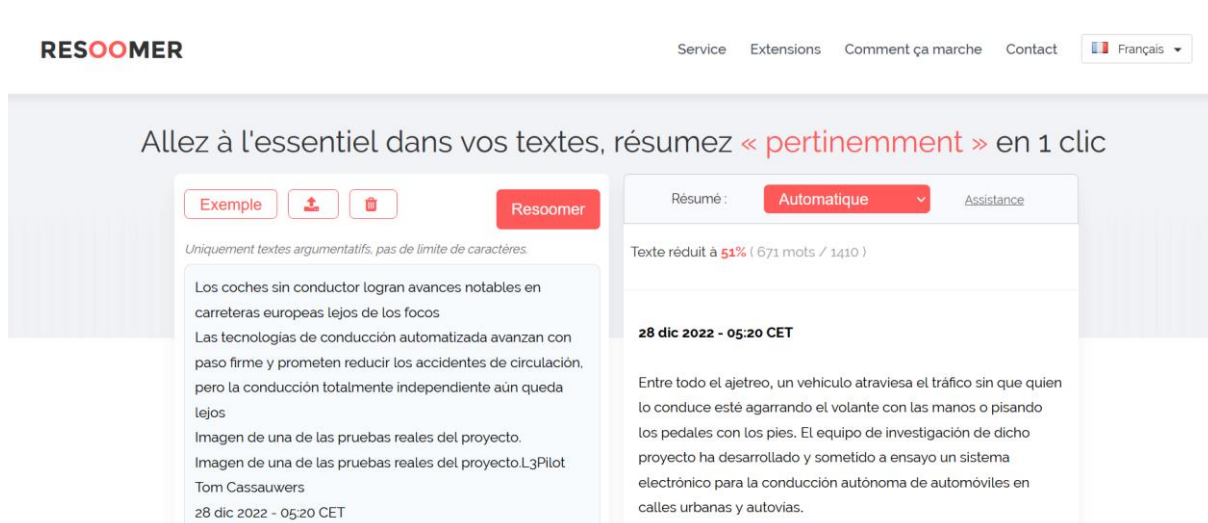 RESOOMER
Service Extensions Comment ça marche Contact Français
Allez à l'essentiel dans vos textes, résumez « pertinemment » en 1 clic
Exemple
Resoomer
Uniquement textes argumentatifs, pas de limite de caractères.
Los coches sin conductor logran avances notables en
carreteras europeas lejos de los focos
Las tecnologías de conducción automatizada avanzan con
paso firme y prometen reducir los accidentes de circulación,
pero la conducción totalmente independiente aún queda
lejos
Imagen de una de las pruebas reales del proyecto.
Imagen de una de las pruebas reales del proyecto.L3Pilot
Tom Cassauwers
28 dic 2022 - 05:20 CET
Résumé : Automatique Assistance
Texte réduit à 51% ( 671 mots / 1410 )
28 dic 2022 - 05:20 CET
Entre todo el ajetreo, un vehículo atraviesa el tráfico sin que quien
lo conduce esté agarrando el volante con las manos o pisando
los pedales con los pies. El equipo de investigación de dicho
proyecto ha desarrollado y sometido a ensayo un sistema
electrónico para la conducción autónoma de automóviles en
calles urbanas y autovías.